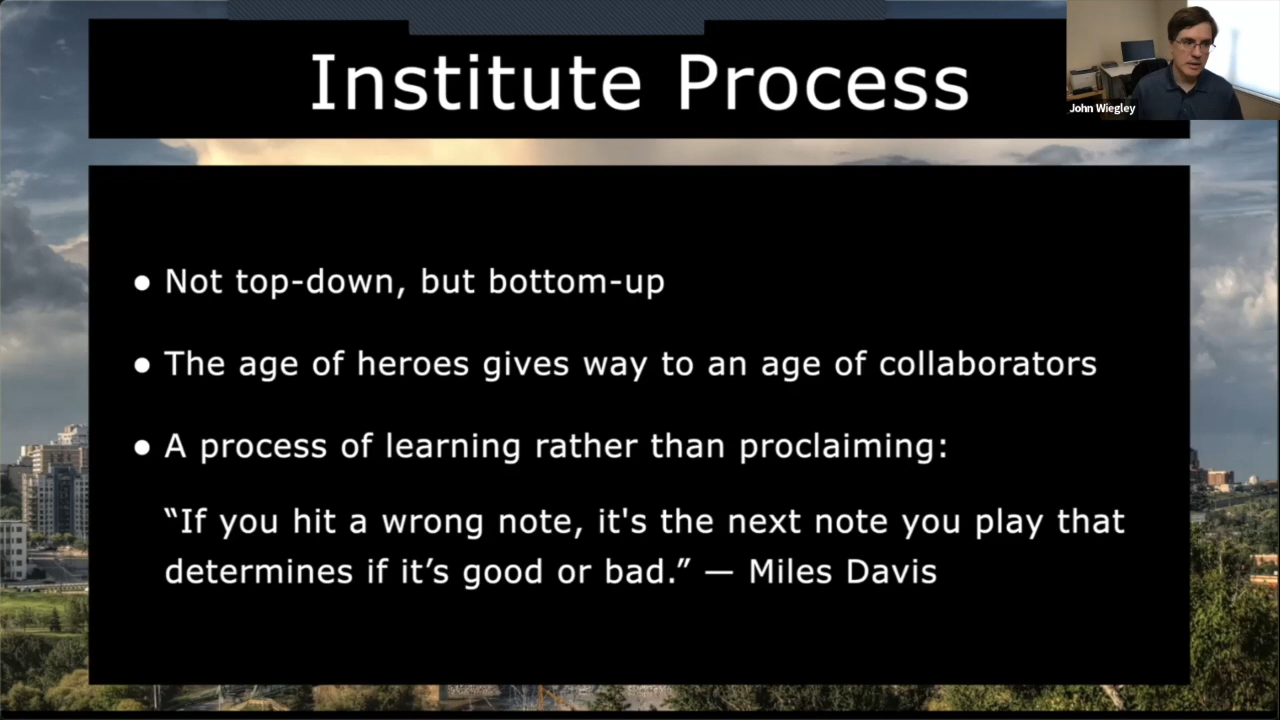 Institute Process
John Wiegley
● Not top-down, but bottom-up
● The age of heroes gives way to an age of collaborators
● A process of learning rather than proclaiming:
“If you hit a wrong note, it's the next note you play that
determines if it’s good or bad.” — Miles Davis